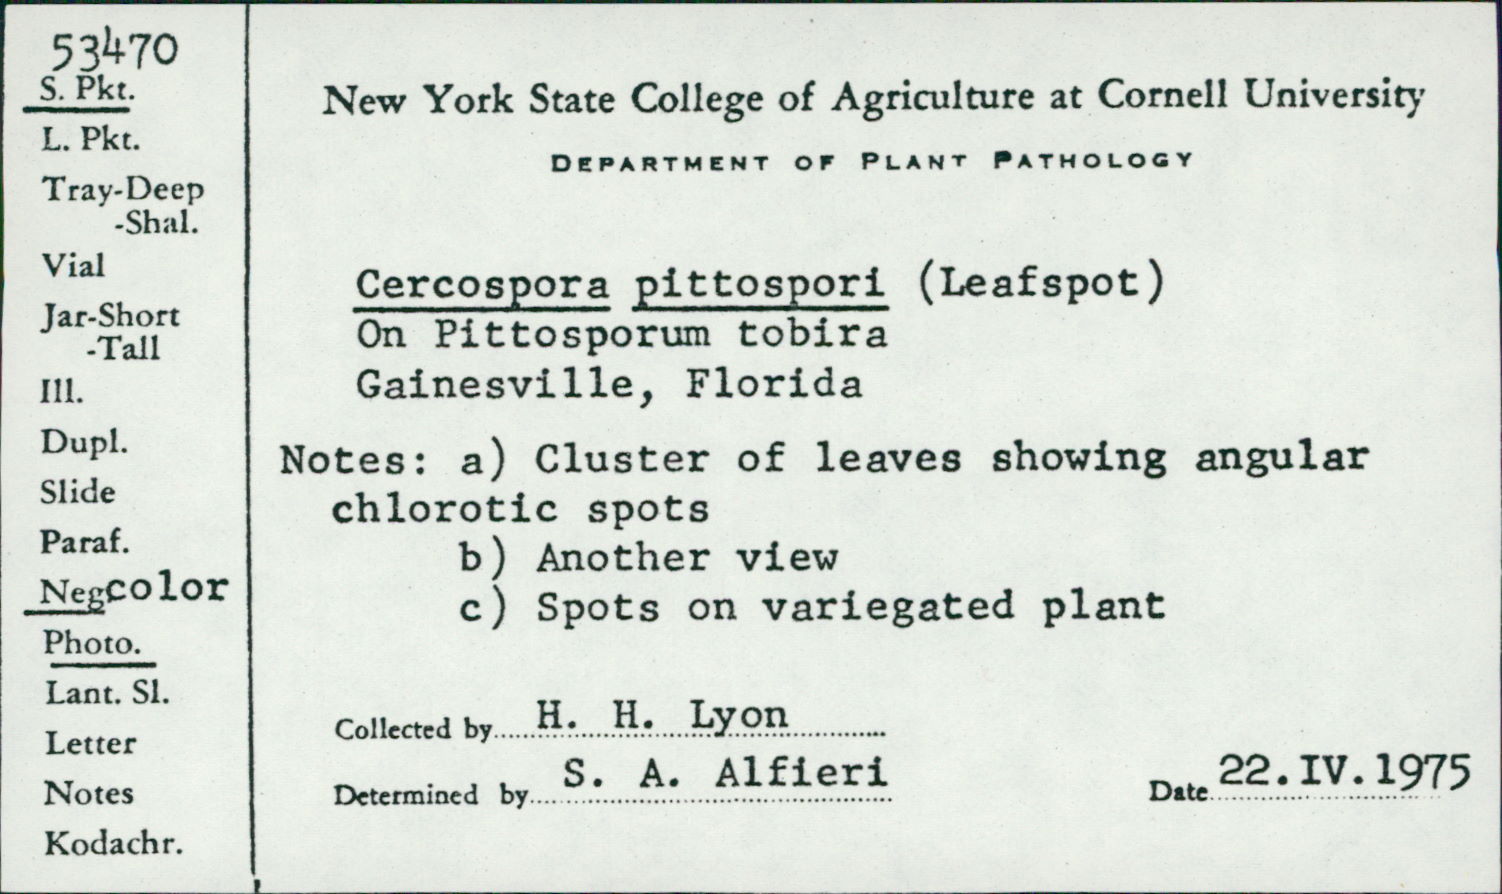 53470
S. Pkt.
L. Pkt.
Tray-Deep
-Shal.
Vial
Jar-Short
-Tall
Ill.
Dupl.
Slide
Paraf.
Neg color
Photo.
Lant. Sl.
Letter
Notes
Kodachr.
New York State College of Agriculture at Cornell University
DEPARTMENT OF PLANT PATHOLOGY
Cercospora pittospori (Leafspot)
On Pittosporum tobira
Gainesville, Florida
Notes: a) Cluster of leaves showing angular
chlorotic spots
b) Another view
c) Spots on variegated plant
Collected by H. H. Lyon
Determined by S. A. Alfieri
Date 22.IV.1975